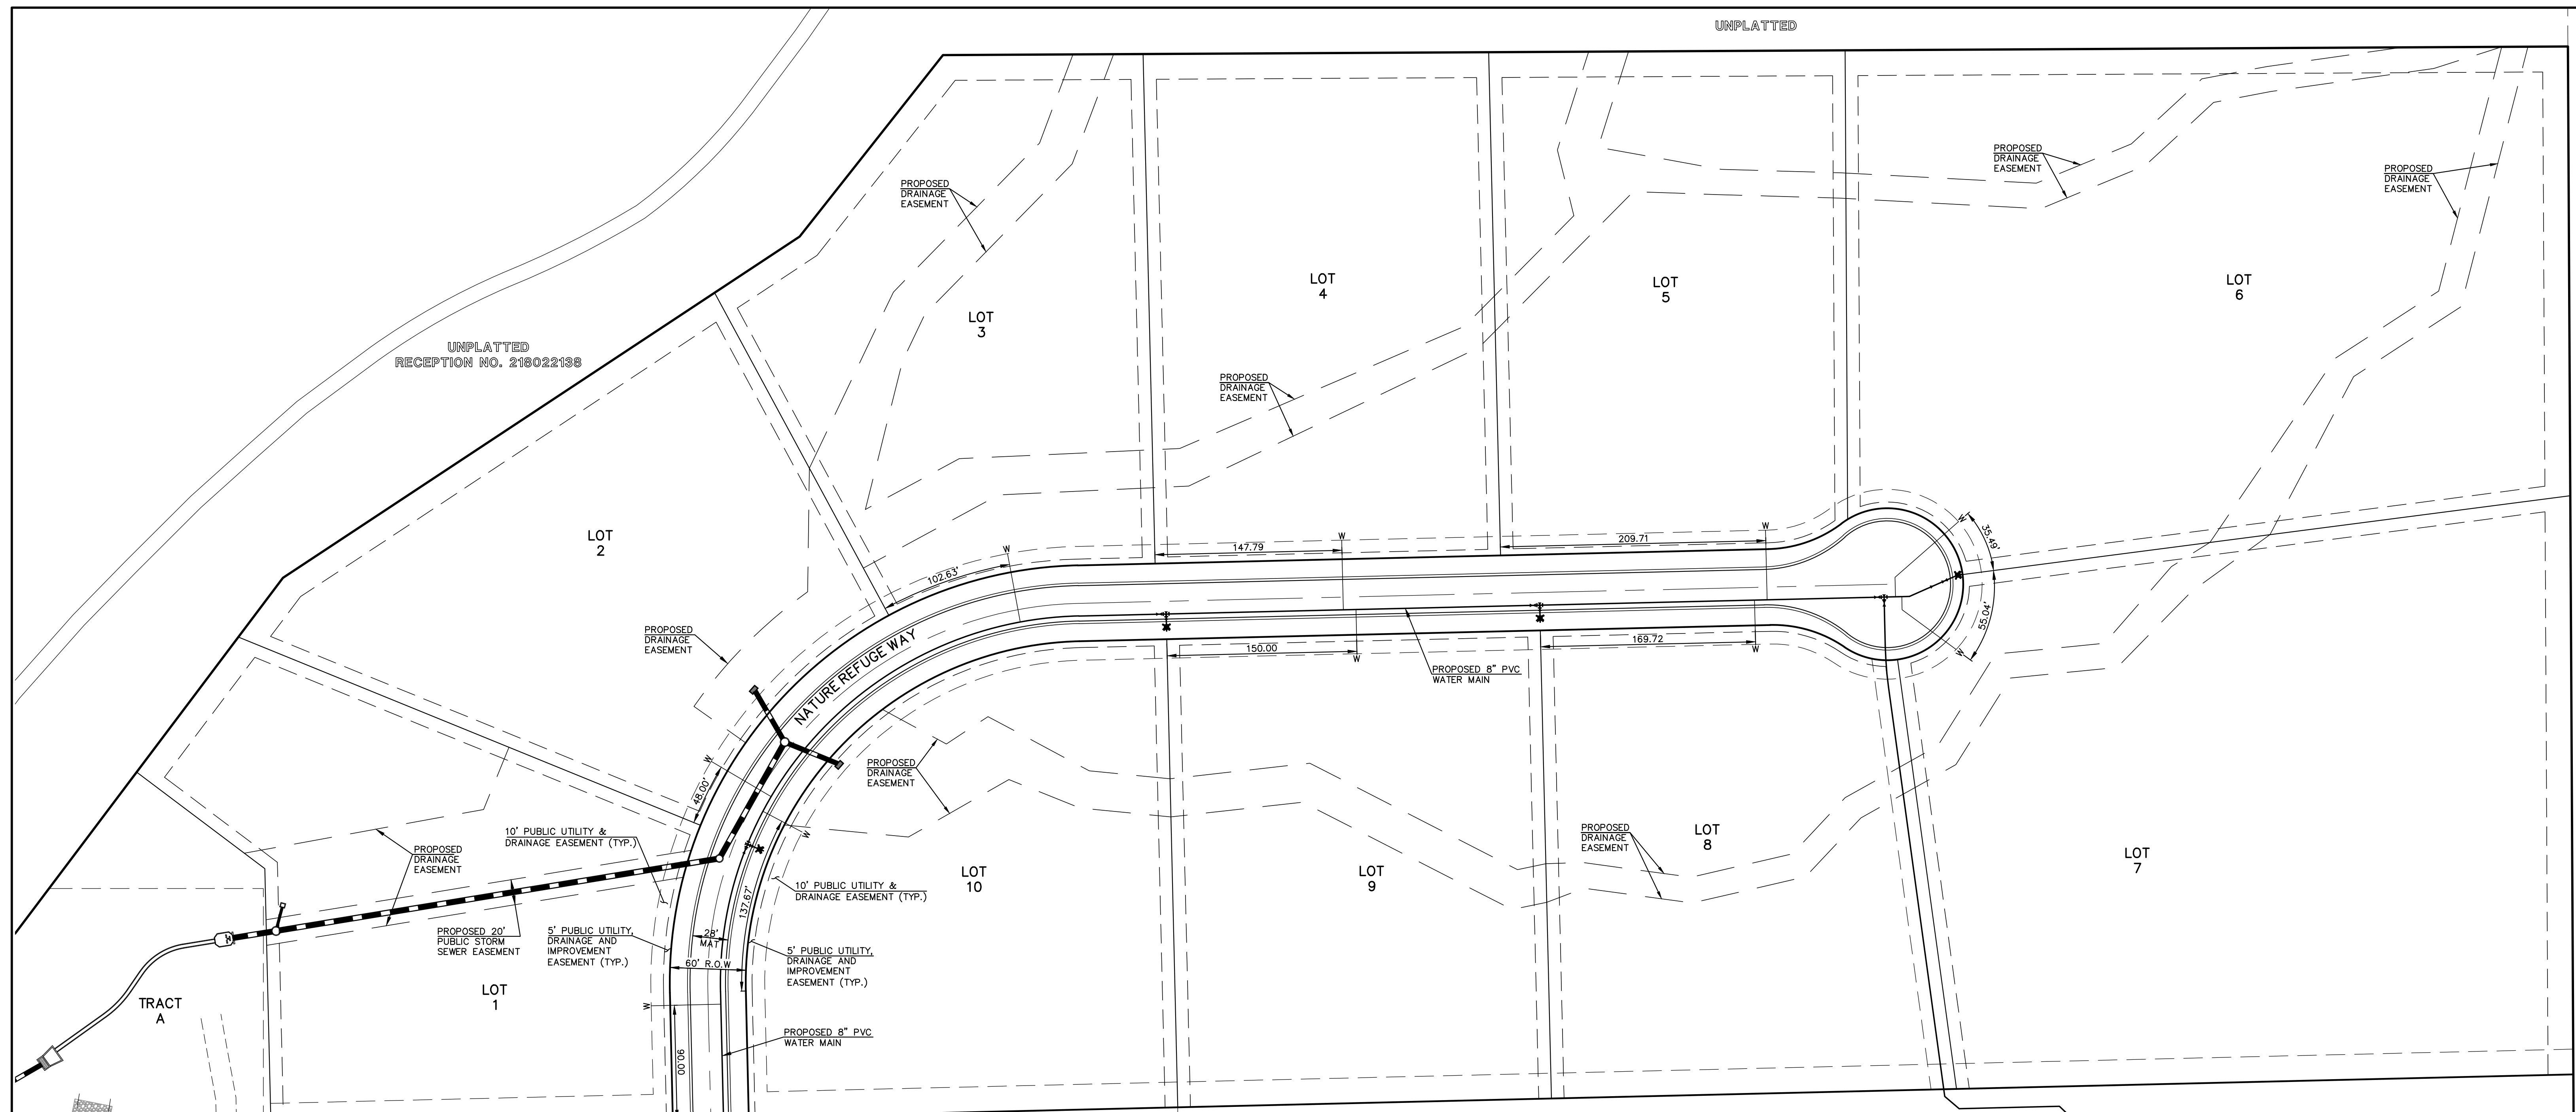 UNPLATTED
PROPOSED
DRAINAGE
EASEMENT
PROPOSED
DRAINAGE
EASEMENT
PROPOSED
DRAINAGE
EASEMENT
LOT
3
LOT
4
LOT
5
LOT
6
UNPLATTED
RECEPTION NO. 218022138
PROPOSED
DRAINAGE
EASEMENT
LOT
2
W
102.63'
147.79
W
209.71
W
W
35.49'
55.04'
W
NATURE REFUGE WAY
PROPOSED
DRAINAGE
EASEMENT
150.00
W
169.72
W
PROPOSED 8" PVC
WATER MAIN
W
48.00'
W
PROPOSED
DRAINAGE
EASEMENT
10' PUBLIC UTILITY &
DRAINAGE EASEMENT (TYP.)
PROPOSED
DRAINAGE
EASEMENT
PROPOSED
DRAINAGE
EASEMENT
LOT
8
LOT
7
LOT
10
LOT
9
10' PUBLIC UTILITY &
DRAINAGE EASEMENT (TYP.)
137.67'
PROPOSED 20'
PUBLIC STORM
SEWER EASEMENT
5' PUBLIC UTILITY,
DRAINAGE AND
IMPROVEMENT
EASEMENT (TYP.)
28'
MAT
60' R.O.W
5' PUBLIC UTILITY,
DRAINAGE AND
IMPROVEMENT
EASEMENT (TYP.)
LOT
1
TRACT
A
W
90.00
PROPOSED 8" PVC
WATER MAIN